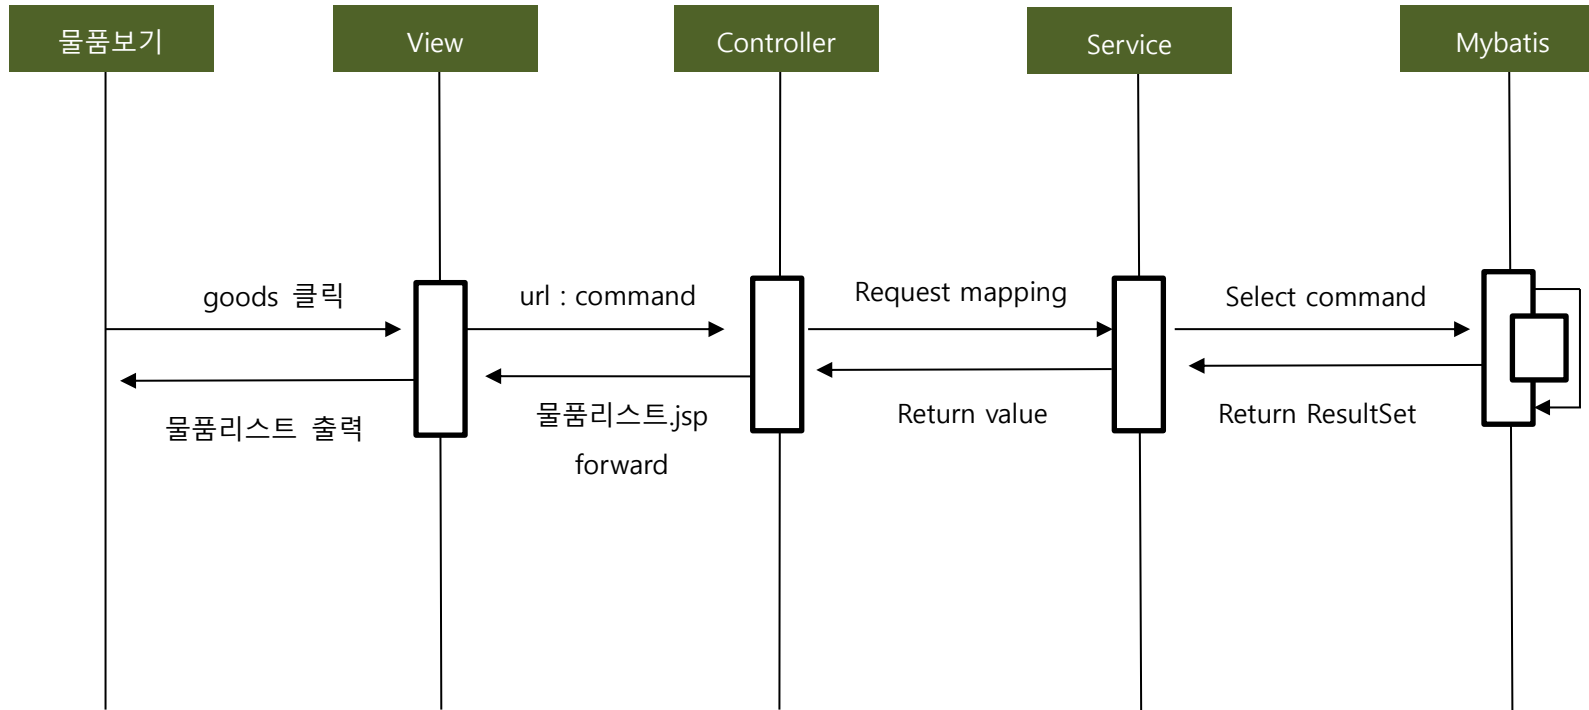 물품보기
View
Controller
Service
Mybatis
goods 클릭
url : command
Request mapping
Select command
물품리스트 출력
물품리스트.jsp
forward
Return value
Return ResultSet